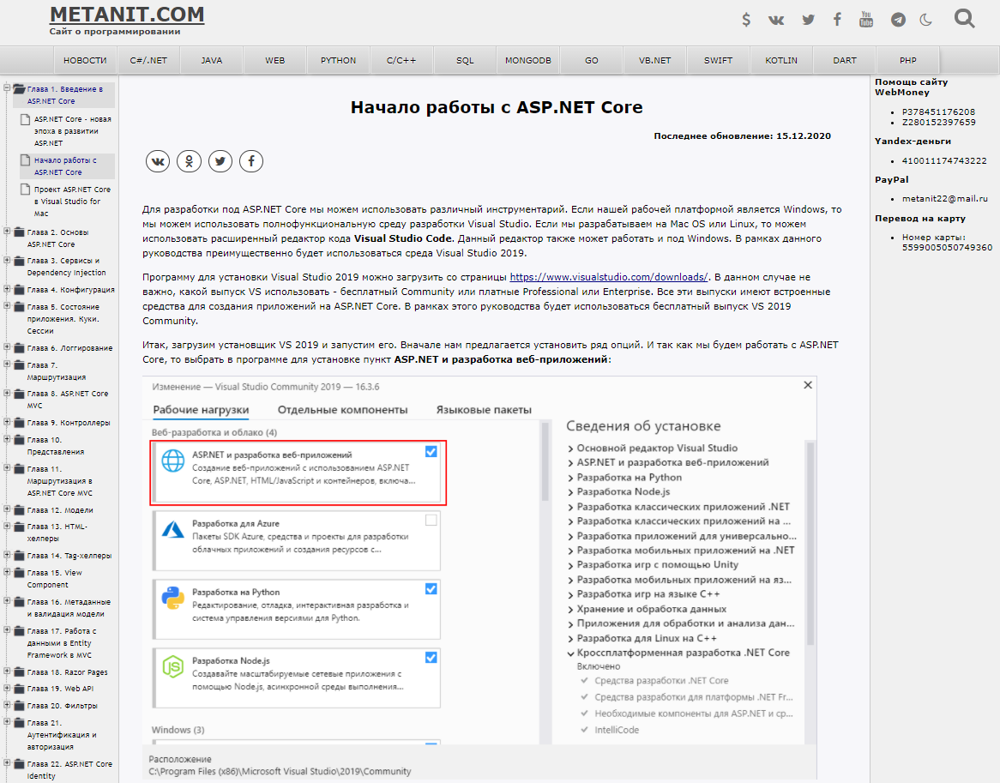 METANIT.COM
Сайт о программировании
НОВОСТИ
C#/.NET
JAVA
WEB
PYTHON
C/C++
SQL
MONGODB
GO
VB.NET
SWIFT
KOTLIN
DART
PHP
Глава 1. Введение в
ASP.NET Core
ASP.NET Core - новая
эпоха в развитии
ASP.NET
Начало работы с
ASP.NET Core
Проект ASP.NET Core
в Visual Studio for
Mac
Глава 2. Основы
ASP.NET Core
Глава 3. Сервисы и
Dependency Injection
Глава 4. Конфигурация
Глава 5. Состояние
приложения. Куки.
Сессии
Глава 6. Логгирование
Глава 7.
Маршрутизация
Глава 8. ASP.NET Core
MVC
Глава 9. Контроллеры
Глава 10.
Представления
Глава 11.
Маршрутизация в
ASP.NET Core MVC
Глава 12. Модели
Глава 13. HTML-
хелперы
Глава 14. Tag-хелперы
Глава 15. View
Component
Глава 16. Метаданные
и валидация модели
Глава 17. Работа с
данными в Entity
Framework в MVC
Глава 18. Razor Pages
Глава 19. Web API
Глава 20. Фильтры
Глава 21.
Аутентификация и
авторизация
Глава 22. ASP.NET Core
Identity
Начало работы с ASP.NET Core
Последнее обновление: 15.12.2020
Для разработки под ASP.NET Core мы можем использовать различный инструментарий. Если нашей рабочей платформой является Windows, то
мы можем использовать полнофункциональную среду разработки Visual Studio. Если мы разрабатываем на Mac OS или Linux, то можем
использовать расширенный редактор кода Visual Studio Code. Данный редактор также может работать и под Windows. В рамках данного
руководства преимущественно будет использоваться среда Visual Studio 2019.
Программу для установки Visual Studio 2019 можно загрузить со страницы https://www.visualstudio.com/downloads/. В данном случае не
важно, какой выпуск VS использовать - бесплатный Community или платные Professional или Enterprise. Все эти выпуски имеют встроенные
средства для создания приложений на ASP.NET Core. В рамках этого руководства будет использоваться бесплатный выпуск VS 2019
Community.
Итак, загрузим установщик VS 2019 и запустим его. Вначале нам предлагается установить ряд опций. И так как мы будем работать с ASP.NET
Core, то выбрать в программе для установке пункт ASP.NET и разработка веб-приложений:
Изменение — Visual Studio Community 2019 — 16.3.6
Рабочие нагрузки
Отдельные компоненты
Языковые пакеты
Веб-разработка и облако (4)
ASP.NET и разработка веб-приложений
Создание веб-приложений с использованием ASP.NET
Core, ASP.NET, HTML/JavaScript и контейнеров, включа...
Разработка для Azure
Пакеты SDK Azure, средства и проекты для разработки
облачных приложений и создания ресурсов с...
Разработка на Python
Редактирование, отладка, интерактивная разработка и
система управления версиями для Python.
Разработка Node.js
Создавайте масштабируемые сетевые приложения с
помощью Node.js, асинхронной среды выполнения...
Windows (3)
Сведения об установке
Основной редактор Visual Studio
ASP.NET и разработка веб-приложений
Разработка на Python
Разработка Node.js
Разработка классических приложений .NET
Разработка классических приложений на ...
Разработка приложений для универсально...
Разработка мобильных приложений на .NET
Разработка игр с помощью Unity
Разработка мобильных приложений на яз...
Разработка игр на языке C++
Хранение и обработка данных
Приложения для обработки и анализа дан...
Разработка для Linux на C++
Кроссплатформенная разработка .NET Core
Включено
Средства разработки .NET Core
Средства разработки для платформы .NET Fr...
Необходимые компоненты для ASP.NET и ср...
IntelliCode
Расположение
C:\Program Files (x86)\Microsoft Visual Studio\2019\Community
Помощь сайту
WebMoney
P378451176208
Z280152397659
Yandex-деньги
410011174743222
PayPal
metanit22@mail.ru
Перевод на карту
Номер карты:
5599005050749360